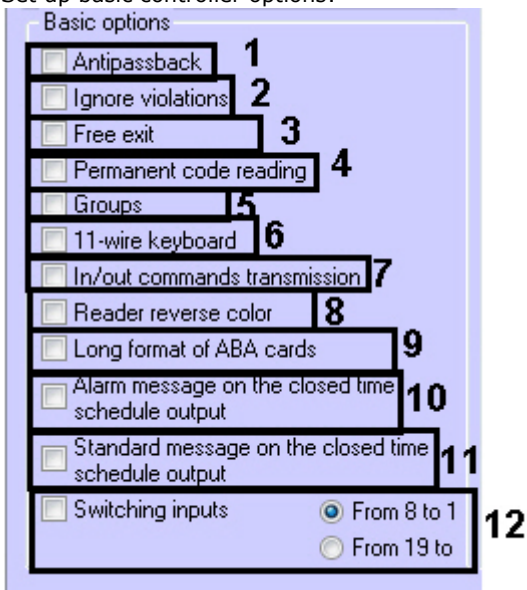 Set up basic controller options:
Basic options
Antipassback 1
Ignore violations 2
Free exit 3
Permanent code reading 4
Groups 5
11-wire keyboard 6
In/out commands transmission 7
Reader reverse color 8
Long format of ABA cards 9
Alarm message on the closed time
schedule output 10
Standard message on the closed time
schedule output 11
Switching inputs From 8 to 1 12
From 19 to